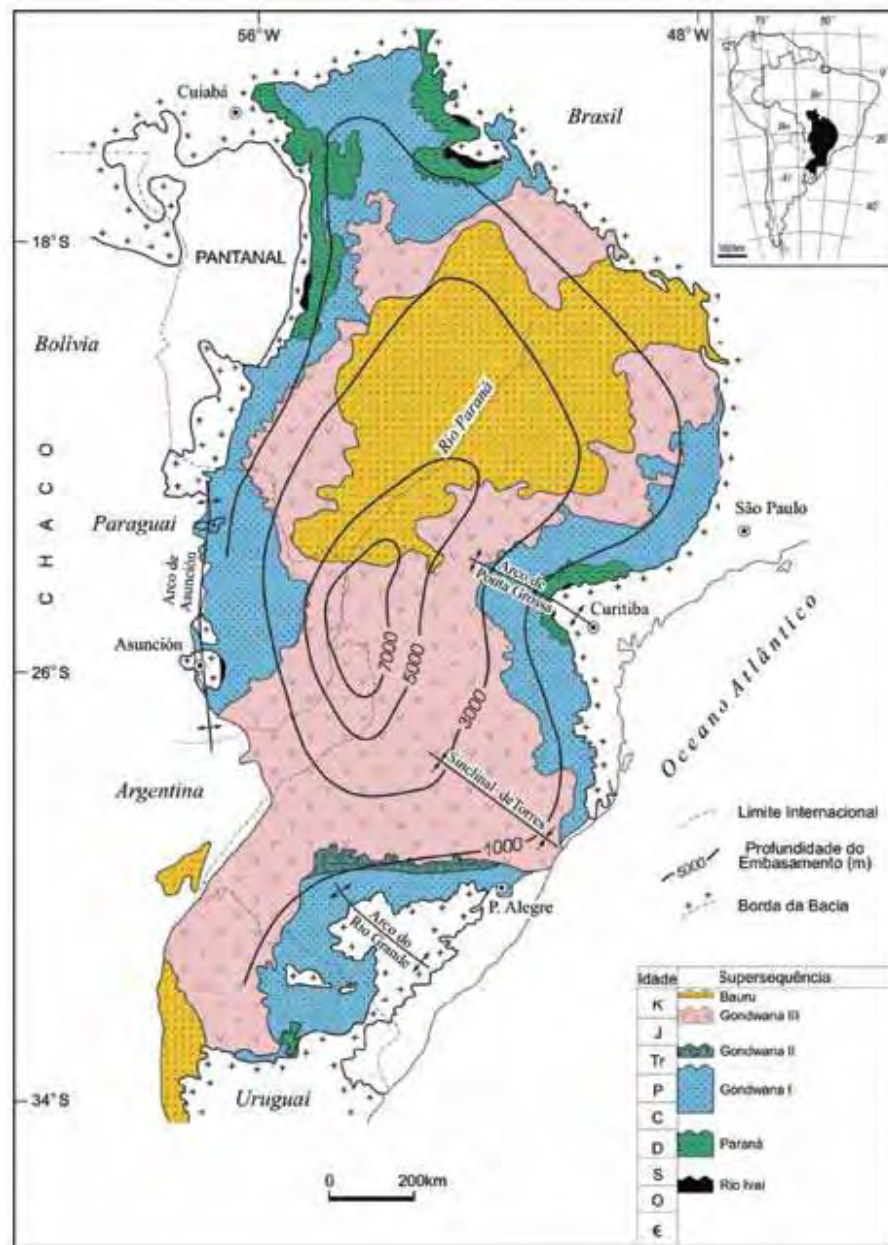 56° W
48° W
Cuiabá
Brasil
18° S
PANTANAL
Bolívia
Rio Paraná
CHACO
Paraguai
Arco de
Asunción
São Paulo
Arco de
Ponta Grossa
Curitiba
Asunción
26° S
7000
5000
3000
Oceano Atlântico
Sinclinal de Torres
Argentina
1000
P. Alegre
Arco do
Rio Grande
Uruguai
34° S
0 200km
Limite Internacional
5000
Profundidade do
Embasamento (m)
Borda da Bacia
Idade Supersequência
K Bauru
Gondwana III
J
Tr Gondwana II
P Gondwana I
C
D Paraná
S
O Rio Ivaí
Є